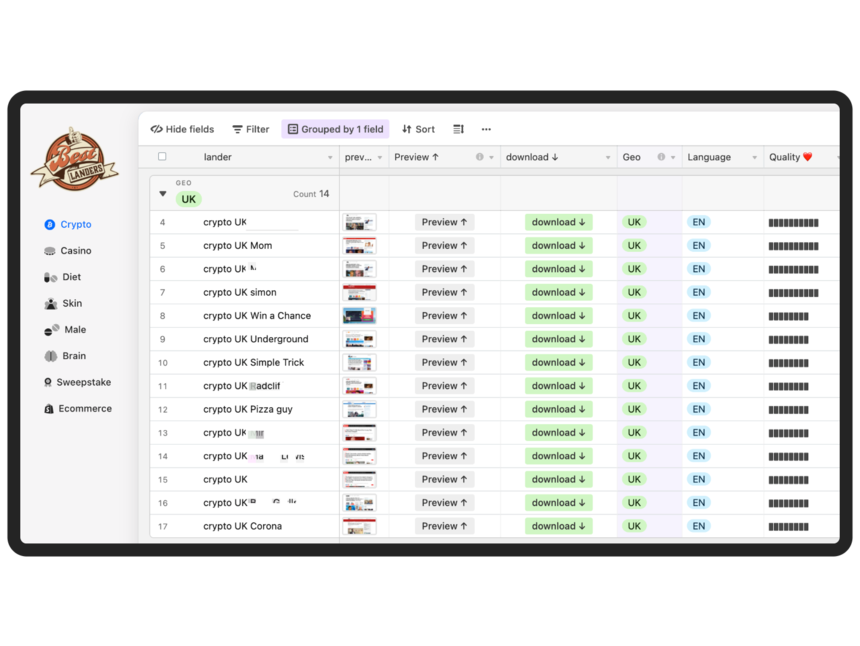 Best
LANDERS
Crypto
Casino
Diet
Skin
Male
Brain
Sweepstake
Ecommerce
Hide fields Filter Grouped by 1 field Sort ...
lander prev... Preview ↑ download ↓ Geo Language Quality ❤️
GEO
UK Count 14
4 crypto UK Preview ↑ download ↓ UK EN
5 crypto UK Mom Preview ↑ download ↓ UK EN
6 crypto UK Preview ↑ download ↓ UK EN
7 crypto UK simon Preview ↑ download ↓ UK EN
8 crypto UK Win a Chance Preview ↑ download ↓ UK EN
9 crypto UK Underground Preview ↑ download ↓ UK EN
10 crypto UK Simple Trick Preview ↑ download ↓ UK EN
11 crypto UK Preview ↑ download ↓ UK EN
12 crypto UK Pizza guy Preview ↑ download ↓ UK EN
13 crypto UK Preview ↑ download ↓ UK EN
14 crypto UK Preview ↑ download ↓ UK EN
15 crypto UK Preview ↑ download ↓ UK EN
16 crypto UK Preview ↑ download ↓ UK EN
17 crypto UK Corona Preview ↑ download ↓ UK EN